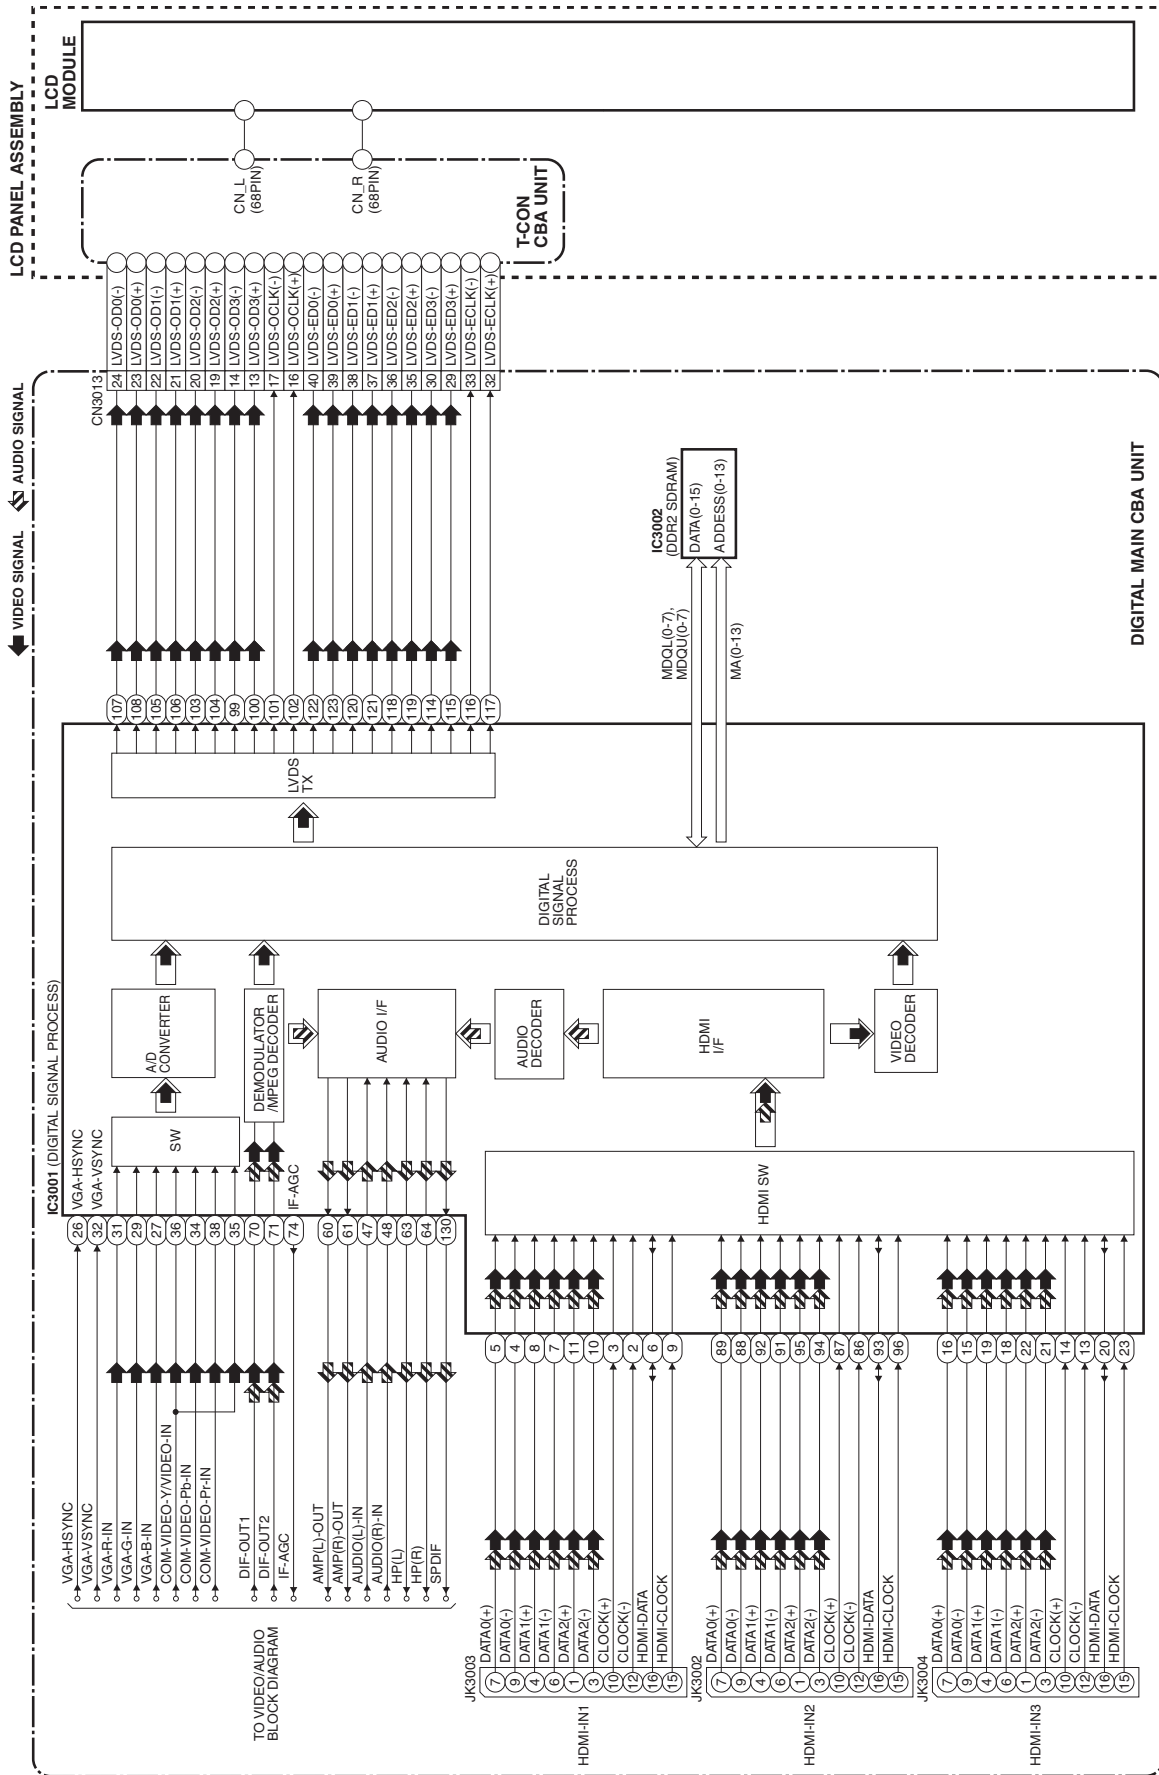 VIDEO SIGNAL
AUDIO SIGNAL
LCD PANEL ASSEMBLY
LCD
MODULE
CN_L
(68PIN)
CN_R
(68PIN)
T-CON
CBA UNIT
CN3013
24 LVDS-OD0(-)
23 LVDS-OD0(+)
22 LVDS-OD1(-)
21 LVDS-OD1(+)
20 LVDS-OD2(-)
19 LVDS-OD2(+)
14 LVDS-OD3(-)
13 LVDS-OD3(+)
17 LVDS-OCLK(-)
16 LVDS-OCLK(+)
40 LVDS-ED0(-)
39 LVDS-ED0(+)
38 LVDS-ED1(-)
37 LVDS-ED1(+)
36 LVDS-ED2(-)
35 LVDS-ED2(+)
30 LVDS-ED3(-)
29 LVDS-ED3(+)
33 LVDS-ECLK(-)
32 LVDS-ECLK(+)
107
108
105
106
103
104
99
100
101
102
122
123
120
121
118
119
114
115
116
117
LVDS
TX
IC3002
(DDR2 SDRAM)
DATA(0-15)
ADDESS(0-13)
MDQL(0-7),
MDQU(0-7)
MA(0-13)
DIGITAL MAIN CBA UNIT
DIGITAL
SIGNAL
PROCESS
IC3001 (DIGITAL SIGNAL PROCESS)
A/D
CONVERTER
DEMODULATOR
/MPEG DECODER
AUDIO I/F
AUDIO
DECODER
HDMI
I/F
VIDEO
DECODER
SW
HDMI SW
26 VGA-HSYNC
32 VGA-VSYNC
31
29
27
36
34
38
35
70
71
74 IF-AGC
60
61
47
48
63
64
130
VGA-HSYNC
VGA-VSYNC
VGA-R-IN
VGA-G-IN
VGA-B-IN
COM-VIDEO-Y/VIDEO-IN
COM-VIDEO-Pb-IN
COM-VIDEO-Pr-IN
DIF-OUT1
DIF-OUT2
IF-AGC
AMP(L)-OUT
AMP(R)-OUT
AUDIO(L)-IN
AUDIO(R)-IN
HP(L)
HP(R)
SPDIF
TO VIDEO/AUDIO
BLOCK DIAGRAM
5
4
8
7
11
10
3
2
6
9
89
88
92
91
95
94
87
86
93
96
16
15
19
18
22
21
14
13
20
23
JK3003
7 DATA0(+)
9 DATA0(-)
4 DATA1(+)
6 DATA1(-)
1 DATA2(+)
3 DATA2(-)
10 CLOCK(+)
12 CLOCK(-)
16 HDMI-DATA
15 HDMI-CLOCK
HDMI-IN1
JK3002
7 DATA0(+)
9 DATA0(-)
4 DATA1(+)
6 DATA1(-)
1 DATA2(+)
3 DATA2(-)
10 CLOCK(+)
12 CLOCK(-)
16 HDMI-DATA
15 HDMI-CLOCK
HDMI-IN2
JK3004
7 DATA0(+)
9 DATA0(-)
4 DATA1(+)
6 DATA1(-)
1 DATA2(+)
3 DATA2(-)
10 CLOCK(+)
12 CLOCK(-)
16 HDMI-DATA
15 HDMI-CLOCK
HDMI-IN3